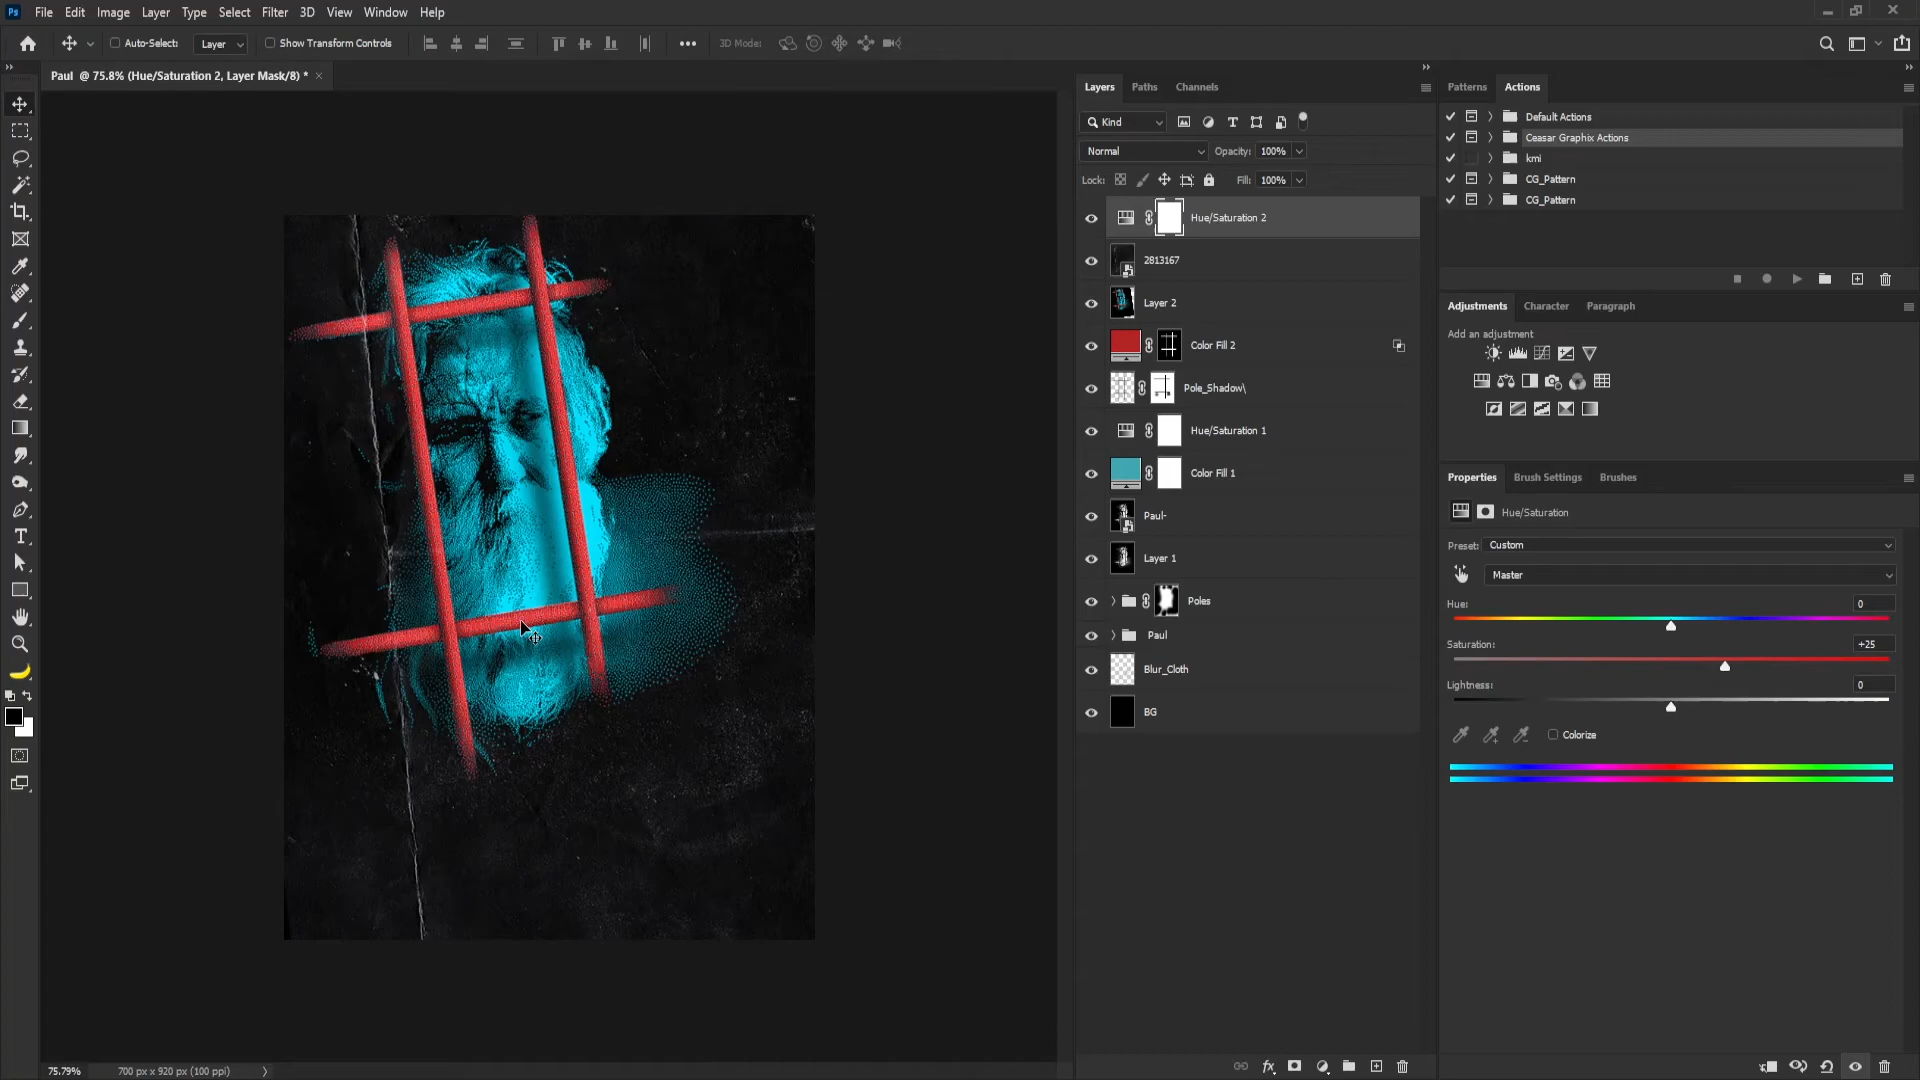 Ps File Edit Image Layer Type Select Filter 3D View Window Help
Auto-Select: Layer Show Transform Controls 3D Mode:
Paul @ 75.8% (Hue/Saturation 2, Layer Mask/8) *
Layers Paths Channels
Kind
Normal Opacity: 100%
Lock: Fill: 100%
Hue/Saturation 2
2813167
Layer 2
Color Fill 2
Pole_Shadow\
Hue/Saturation 1
Color Fill 1
Paul-
Layer 1
Poles
Paul
Blur_Cloth
BG
Patterns Actions
Default Actions
Ceasar Graphix Actions
kmi
CG_Pattern
CG_Pattern
Adjustments Character Paragraph
Add an adjustment
Properties Brush Settings Brushes
Hue/Saturation
Preset: Custom
Master
Hue: 0
Saturation: +25
Lightness: 0
Colorize
75.79% 700 px x 920 px (100 ppi)